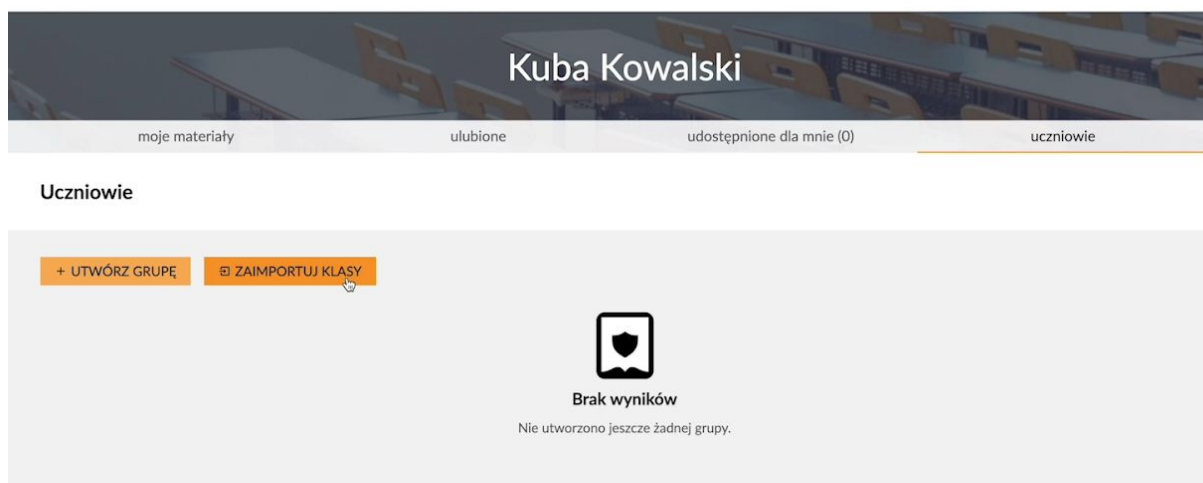 Kuba Kowalski
moje materiały ulubione udostępnione dla mnie (0) uczniowie
Uczniowie
+ UTWÓRZ GRUPĘ ZAIMPORTUJ KLASY
Brak wyników
Nie utworzono jeszcze żadnej grupy.